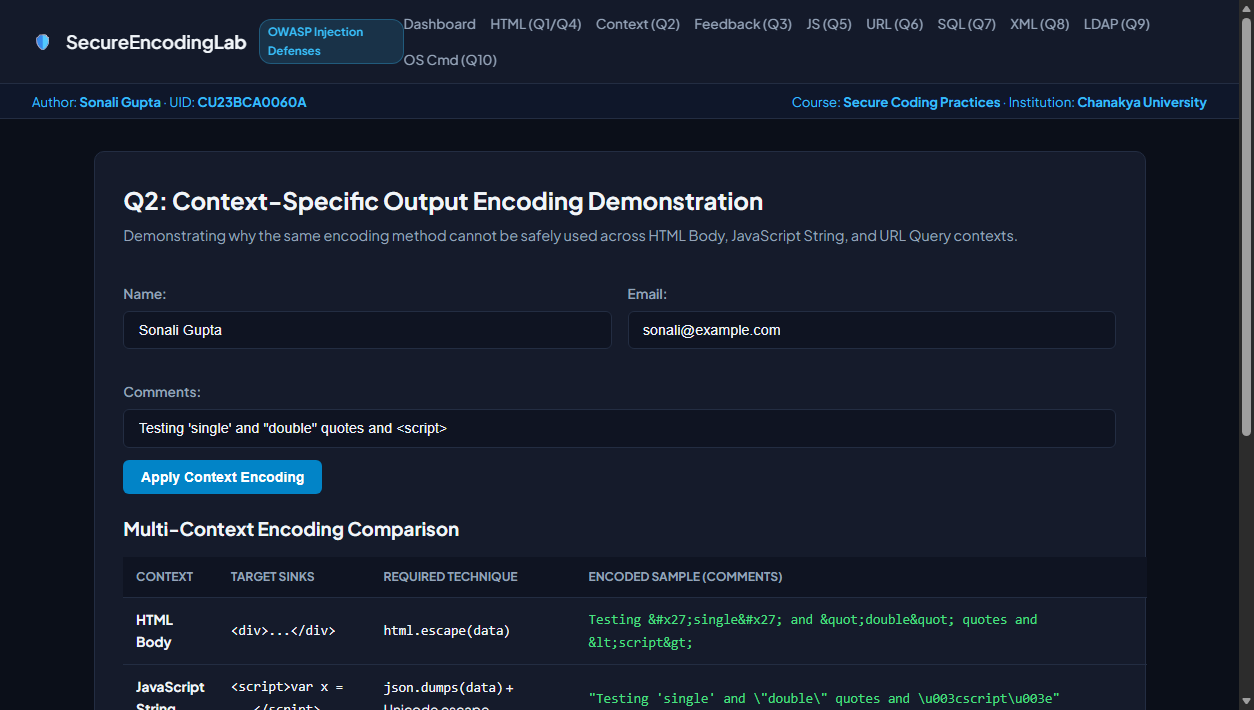 SecureEncodingLab
OWASP Injection
Defenses
Dashboard HTML (Q1/Q4) Context (Q2) Feedback (Q3) JS (Q5) URL (Q6) SQL (Q7) XML (Q8) LDAP (Q9)
OS Cmd (Q10)
Author: Sonali Gupta · UID: CU23BCA0060A
Course: Secure Coding Practices · Institution: Chanakya University
Q2: Context-Specific Output Encoding Demonstration
Demonstrating why the same encoding method cannot be safely used across HTML Body, JavaScript String, and URL Query contexts.
Name: Email:
Sonali Gupta sonali@example.com
Comments:
Testing 'single' and "double" quotes and <script>
Apply Context Encoding
Multi-Context Encoding Comparison
CONTEXT TARGET SINKS REQUIRED TECHNIQUE ENCODED SAMPLE (COMMENTS)
HTML
Body
<div>...</div>
html.escape(data)
Testing &#x27;single&#x27; and &quot;double&quot; quotes and
&lt;script&gt;
JavaScript
String
<script>var x =
...</script>
json.dumps(data) +
Unicode escape
"Testing 'single' and \"double\" quotes and \u003cscript\u003e"